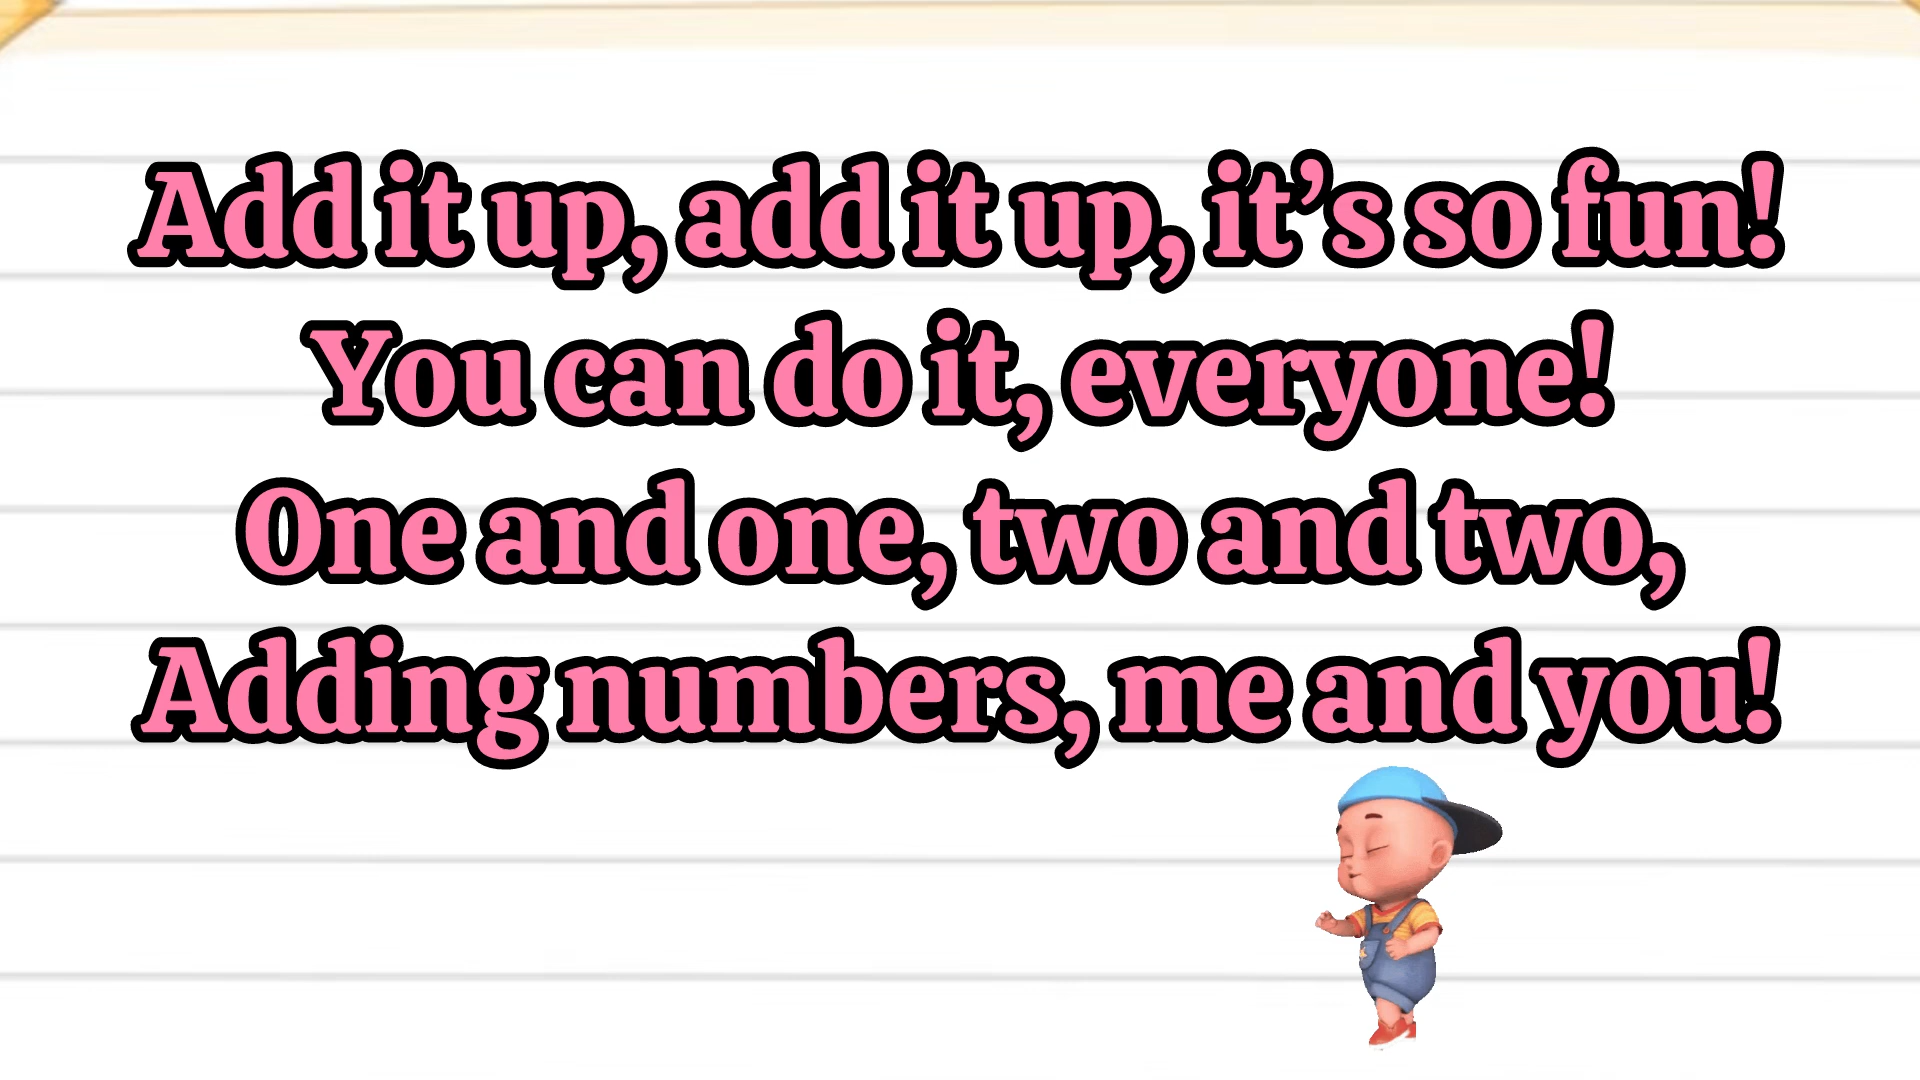 Add it up, add it up, it’s so fun!
You can do it, everyone!
One and one, two and two,
Adding numbers, me and you!